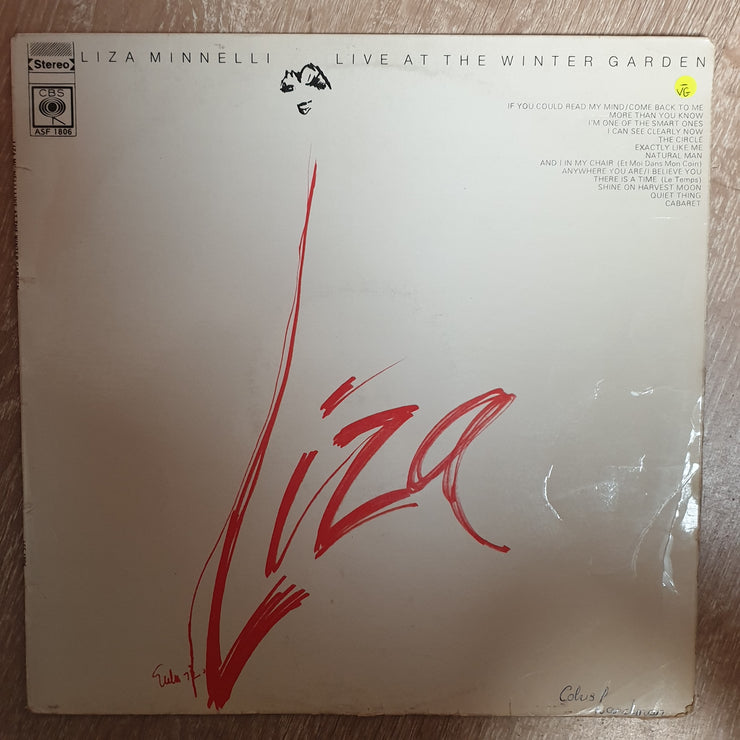 Stereo
CBS
ASF 1806
LIZA MINNELLI LIVE AT THE WINTER GARDEN
VG
IF YOU COULD READ MY MIND/COME BACK TO ME
MORE THAN YOU KNOW
I'M ONE OF THE SMART ONES
I CAN SEE CLEARLY NOW
THE CIRCLE
EXACTLY LIKE ME
NATURAL MAN
AND I IN MY CHAIR (Et Moi Dans Mon Coin)
ANYWHERE YOU ARE/I BELIEVE YOU
THERE IS A TIME (Le Temps)
SHINE ON HARVEST MOON
QUIET THING
CABARET
Liza